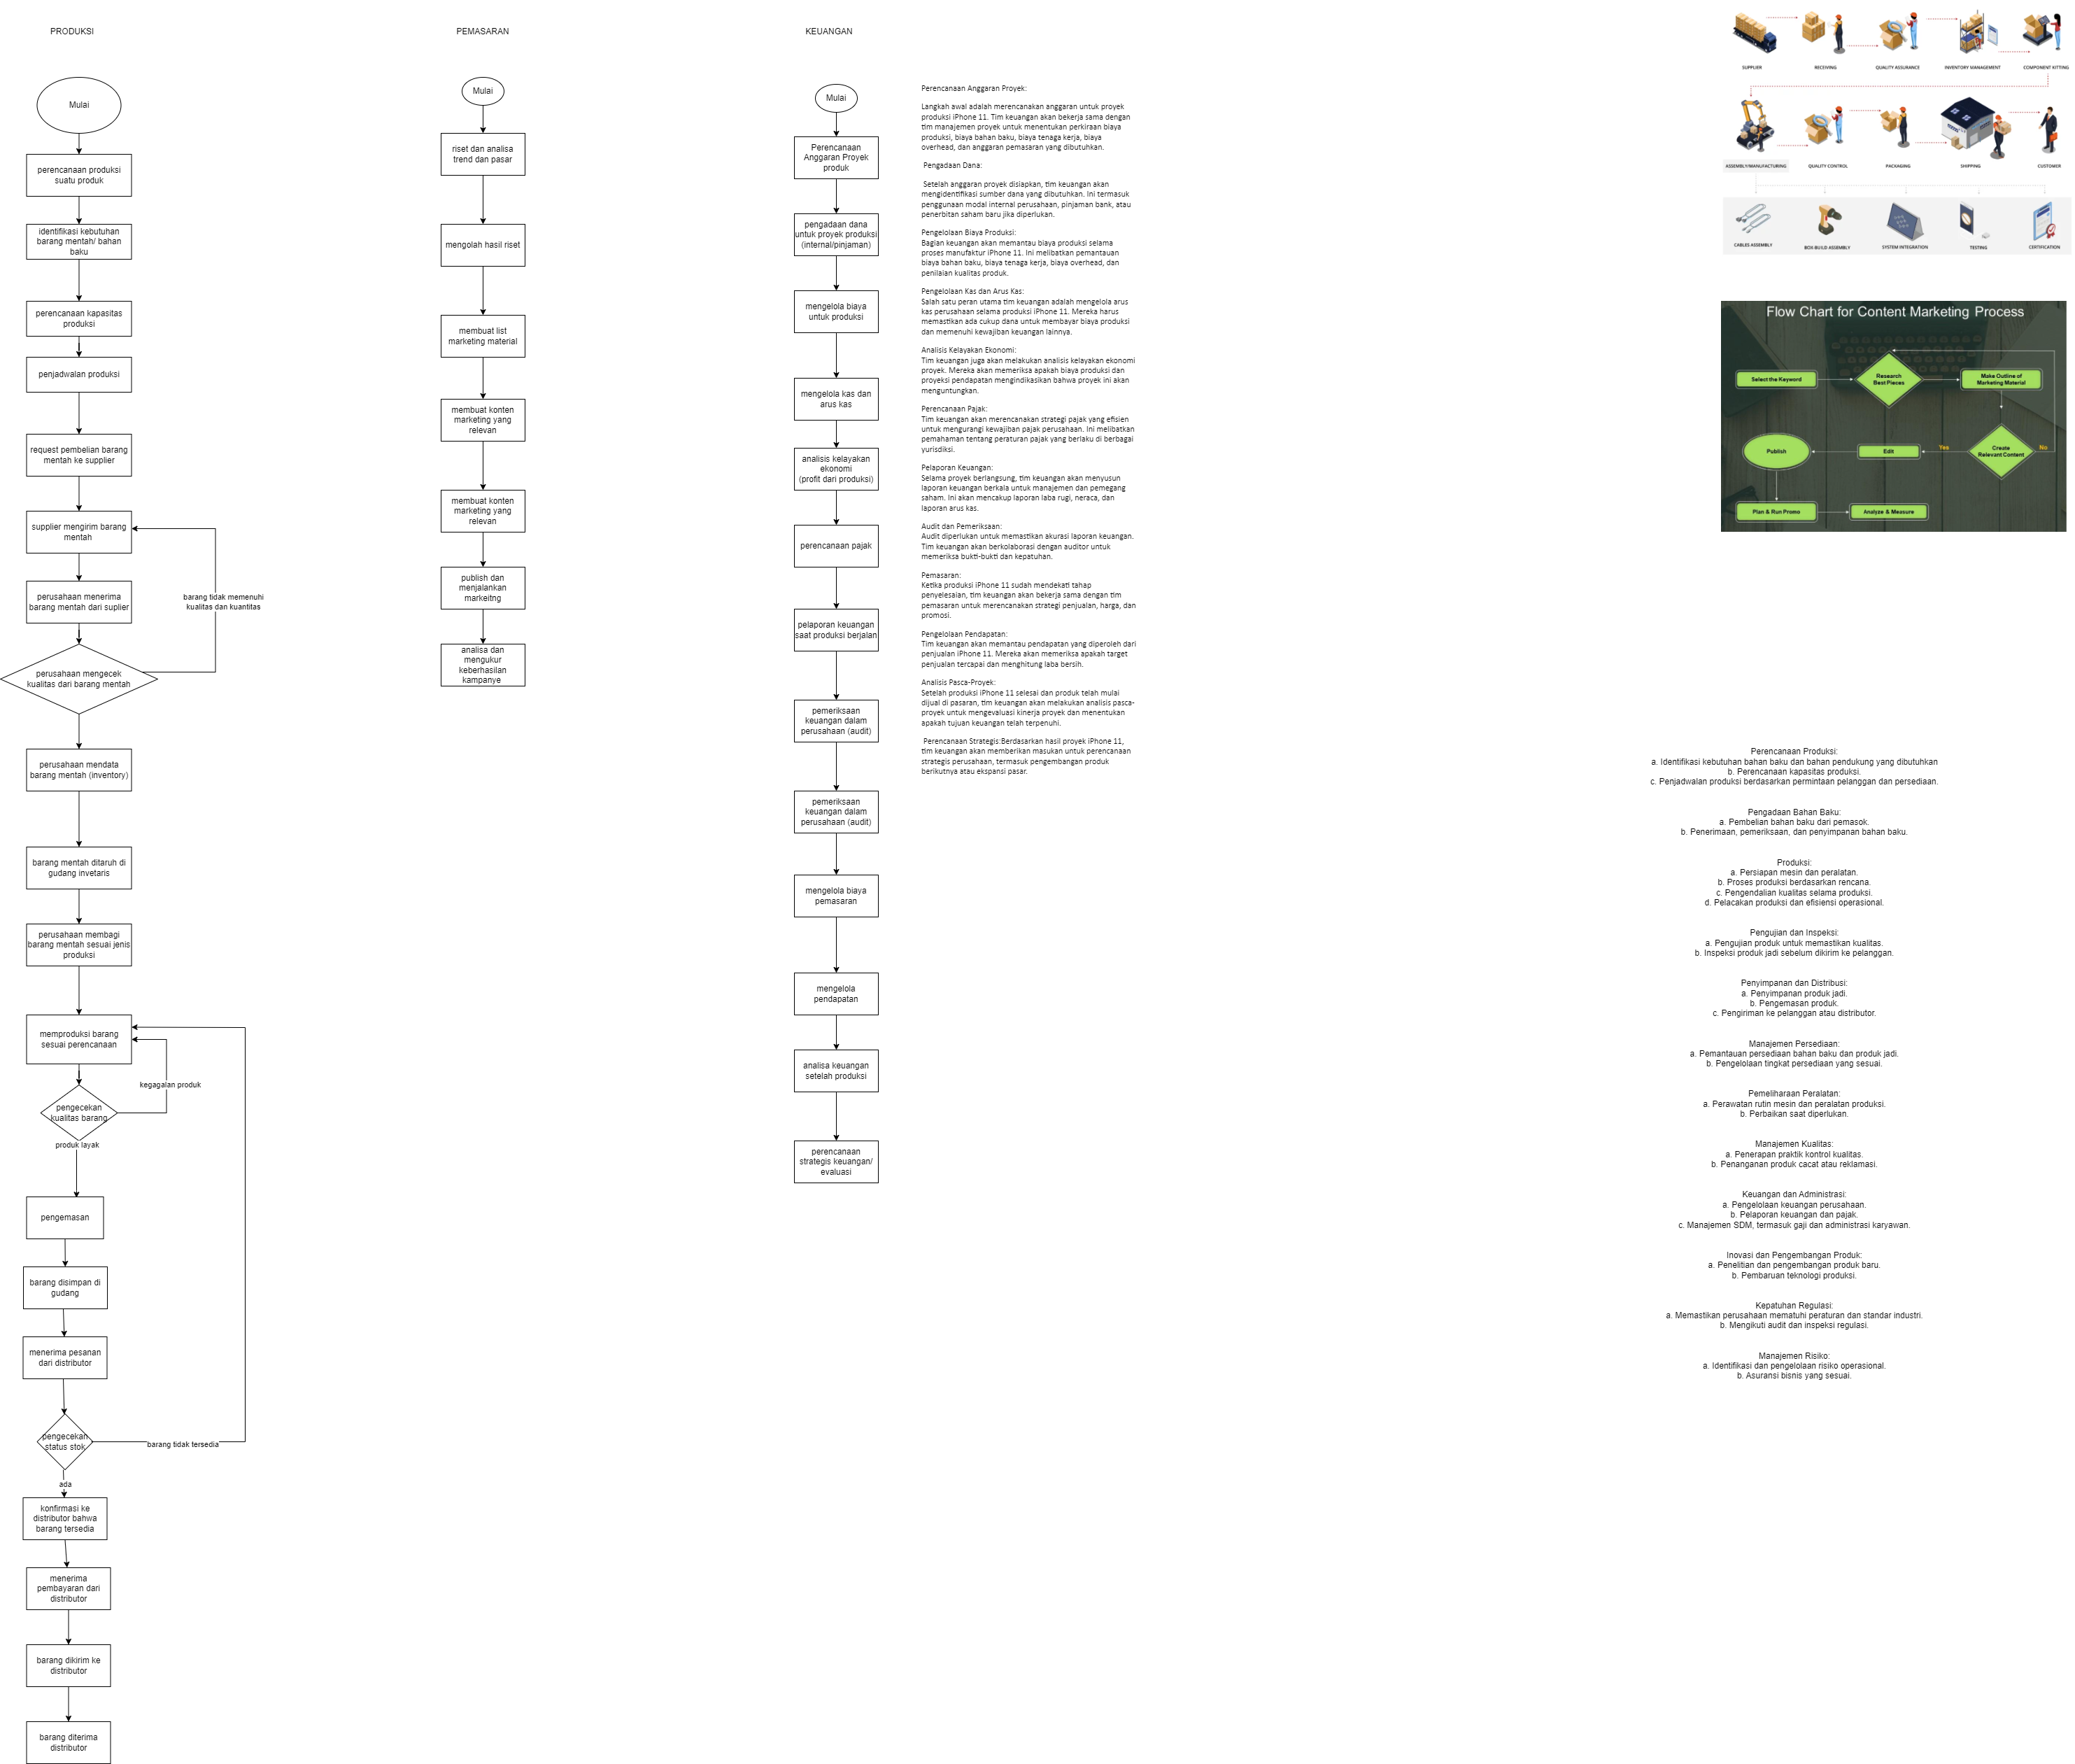 PRODUKSI
Mulai
perencanaan produksi
suatu produk
identifikasi kebutuhan
barang mentah/ bahan
baku
perencanaan kapasitas
produksi
penjadwalan produksi
request pembelian barang
mentah ke supplier
supplier mengirim barang
mentah
perusahaan menerima
barang mentah dari suplier
barang tidak memenuhi
kualitas dan kuantitas
perusahaan mengecek
kualitas dari barang mentah
perusahaan mendata
barang mentah (inventory)
barang mentah ditaruh di
gudang invetaris
perusahaan membagi
barang mentah sesuai jenis
produksi
memproduksi barang
sesuai perencanaan
kegagalan produk
pengecekan
kualitas barang
produk layak
pengemasan
barang disimpan di
gudang
menerima pesanan
dari distributor
pengecekan
status stok
barang tidak tersedia
ada
konfirmasi ke
distributor bahwa
barang tersedia
menerima
pembayaran dari
distributor
barang dikirim ke
distributor
barang diterima
distributor
PEMASARAN
Mulai
riset dan analisa
trend dan pasar
mengolah hasil riset
membuat list
marketing material
membuat konten
marketing yang
relevan
membuat konten
marketing yang
relevan
publish dan
menjalankan
markeitng
analisa dan
mengukur
keberhasilan
kampanye
KEUANGAN
Mulai
Perencanaan
Anggaran Proyek
produk
pengadaan dana
untuk proyek produksi
(internal/pinjaman)
mengelola biaya
untuk produksi
mengelola kas dan
arus kas
analisis kelayakan
ekonomi
(profit dari produksi)
perencanaan pajak
pelaporan keuangan
saat produksi berjalan
pemeriksaan
keuangan dalam
perusahaan (audit)
pemeriksaan
keuangan dalam
perusahaan (audit)
mengelola biaya
pemasaran
mengelola
pendapatan
analisa keuangan
setelah produksi
perencanaan
strategis keuangan/
evaluasi
Perencanaan Anggaran Proyek:
Langkah awal adalah merencanakan anggaran untuk proyek
produksi iPhone 11. Tim keuangan akan bekerja sama dengan
tim manajemen proyek untuk menentukan perkiraan biaya
produksi, biaya bahan baku, biaya tenaga kerja, biaya
overhead, dan anggaran pemasaran yang dibutuhkan.
Pengadaan Dana:
Setelah anggaran proyek disiapkan, tim keuangan akan
mengidentifikasi sumber dana yang dibutuhkan. Ini termasuk
penggunaan modal internal perusahaan, pinjaman bank, atau
penerbitan saham baru jika diperlukan.
Pengelolaan Biaya Produksi:
Bagian keuangan akan memantau biaya produksi selama
proses manufaktur iPhone 11. Ini melibatkan pemantauan
biaya bahan baku, biaya tenaga kerja, biaya overhead, dan
penilaian kualitas produk.
Pengelolaan Kas dan Arus Kas:
Salah satu peran utama tim keuangan adalah mengelola arus
kas perusahaan selama produksi iPhone 11. Mereka harus
memastikan ada cukup dana untuk membayar biaya produksi
dan memenuhi kewajiban keuangan lainnya.
Analisis Kelayakan Ekonomi:
Tim keuangan juga akan melakukan analisis kelayakan ekonomi
proyek. Mereka akan memeriksa apakah biaya produksi dan
proyeksi pendapatan mengindikasikan bahwa proyek ini akan
menguntungkan.
Perencanaan Pajak:
Tim keuangan akan merencanakan strategi pajak yang efisien
untuk mengurangi kewajiban pajak perusahaan. Ini melibatkan
pemahaman tentang peraturan pajak yang berlaku di berbagai
yurisdiksi.
Pelaporan Keuangan:
Selama proyek berlangsung, tim keuangan akan menyusun
laporan keuangan berkala untuk manajemen dan pemegang
saham. Ini akan mencakup laporan laba rugi, neraca, dan
laporan arus kas.
Audit dan Pemeriksaan:
Audit diperlukan untuk memastikan akurasi laporan keuangan.
Tim keuangan akan berkolaborasi dengan auditor untuk
memeriksa bukti-bukti dan kepatuhan.
Pemasaran:
Ketika produksi iPhone 11 sudah mendekati tahap
penyelesaian, tim keuangan akan bekerja sama dengan tim
pemasaran untuk merencanakan strategi penjualan, harga, dan
promosi.
Pengelolaan Pendapatan:
Tim keuangan akan memantau pendapatan yang diperoleh dari
penjualan iPhone 11. Mereka akan memeriksa apakah target
penjualan tercapai dan menghitung laba bersih.
Analisis Pasca-Proyek:
Setelah produksi iPhone 11 selesai dan produk telah mulai
dijual di pasaran, tim keuangan akan melakukan analisis pasca-
proyek untuk mengevaluasi kinerja proyek dan menentukan
apakah tujuan keuangan telah terpenuhi.
Perencanaan Strategis:Berdasarkan hasil proyek iPhone 11,
tim keuangan akan memberikan masukan untuk perencanaan
strategis perusahaan, termasuk pengembangan produk
berikutnya atau ekspansi pasar.
SUPPLIER
RECEIVING
QUALITY ASSURANCE
INVENTORY MANAGEMENT
COMPONENT KITTING
ASSEMBLY/MANUFACTURING
QUALITY CONTROL
PACKAGING
SHIPPING
CUSTOMER
CABLES ASSEMBLY
BOX BUILD ASSEMBLY
SYSTEM INTEGRATION
TESTING
CERTIFICATION
Flow Chart for Content Marketing Process
Select the Keyword
Research
Best Pieces
Make Outline of
Marketing Material
Publish
Edit
Yes
Create
Relevant Content
No
Plan & Run Promo
Analyze & Measure
Perencanaan Produksi:
a. Identifikasi kebutuhan bahan baku dan bahan pendukung yang dibutuhkan
b. Perencanaan kapasitas produksi.
c. Penjadwalan produksi berdasarkan permintaan pelanggan dan persediaan.
Pengadaan Bahan Baku:
a. Pembelian bahan baku dari pemasok.
b. Penerimaan, pemeriksaan, dan penyimpanan bahan baku.
Produksi:
a. Persiapan mesin dan peralatan.
b. Proses produksi berdasarkan rencana.
c. Pengendalian kualitas selama produksi.
d. Pelacakan produksi dan efisiensi operasional.
Pengujian dan Inspeksi:
a. Pengujian produk untuk memastikan kualitas.
b. Inspeksi produk jadi sebelum dikirim ke pelanggan.
Penyimpanan dan Distribusi:
a. Penyimpanan produk jadi.
b. Pengemasan produk.
c. Pengiriman ke pelanggan atau distributor.
Manajemen Persediaan:
a. Pemantauan persediaan bahan baku dan produk jadi.
b. Pengelolaan tingkat persediaan yang sesuai.
Pemeliharaan Peralatan:
a. Perawatan rutin mesin dan peralatan produksi.
b. Perbaikan saat diperlukan.
Manajemen Kualitas:
a. Penerapan praktik kontrol kualitas.
b. Penanganan produk cacat atau reklamasi.
Keuangan dan Administrasi:
a. Pengelolaan keuangan perusahaan.
b. Pelaporan keuangan dan pajak.
c. Manajemen SDM, termasuk gaji dan administrasi karyawan.
Inovasi dan Pengembangan Produk:
a. Penelitian dan pengembangan produk baru.
b. Pembaruan teknologi produksi.
Kepatuhan Regulasi:
a. Memastikan perusahaan mematuhi peraturan dan standar industri.
b. Mengikuti audit dan inspeksi regulasi.
Manajemen Risiko:
a. Identifikasi dan pengelolaan risiko operasional.
b. Asuransi bisnis yang sesuai.